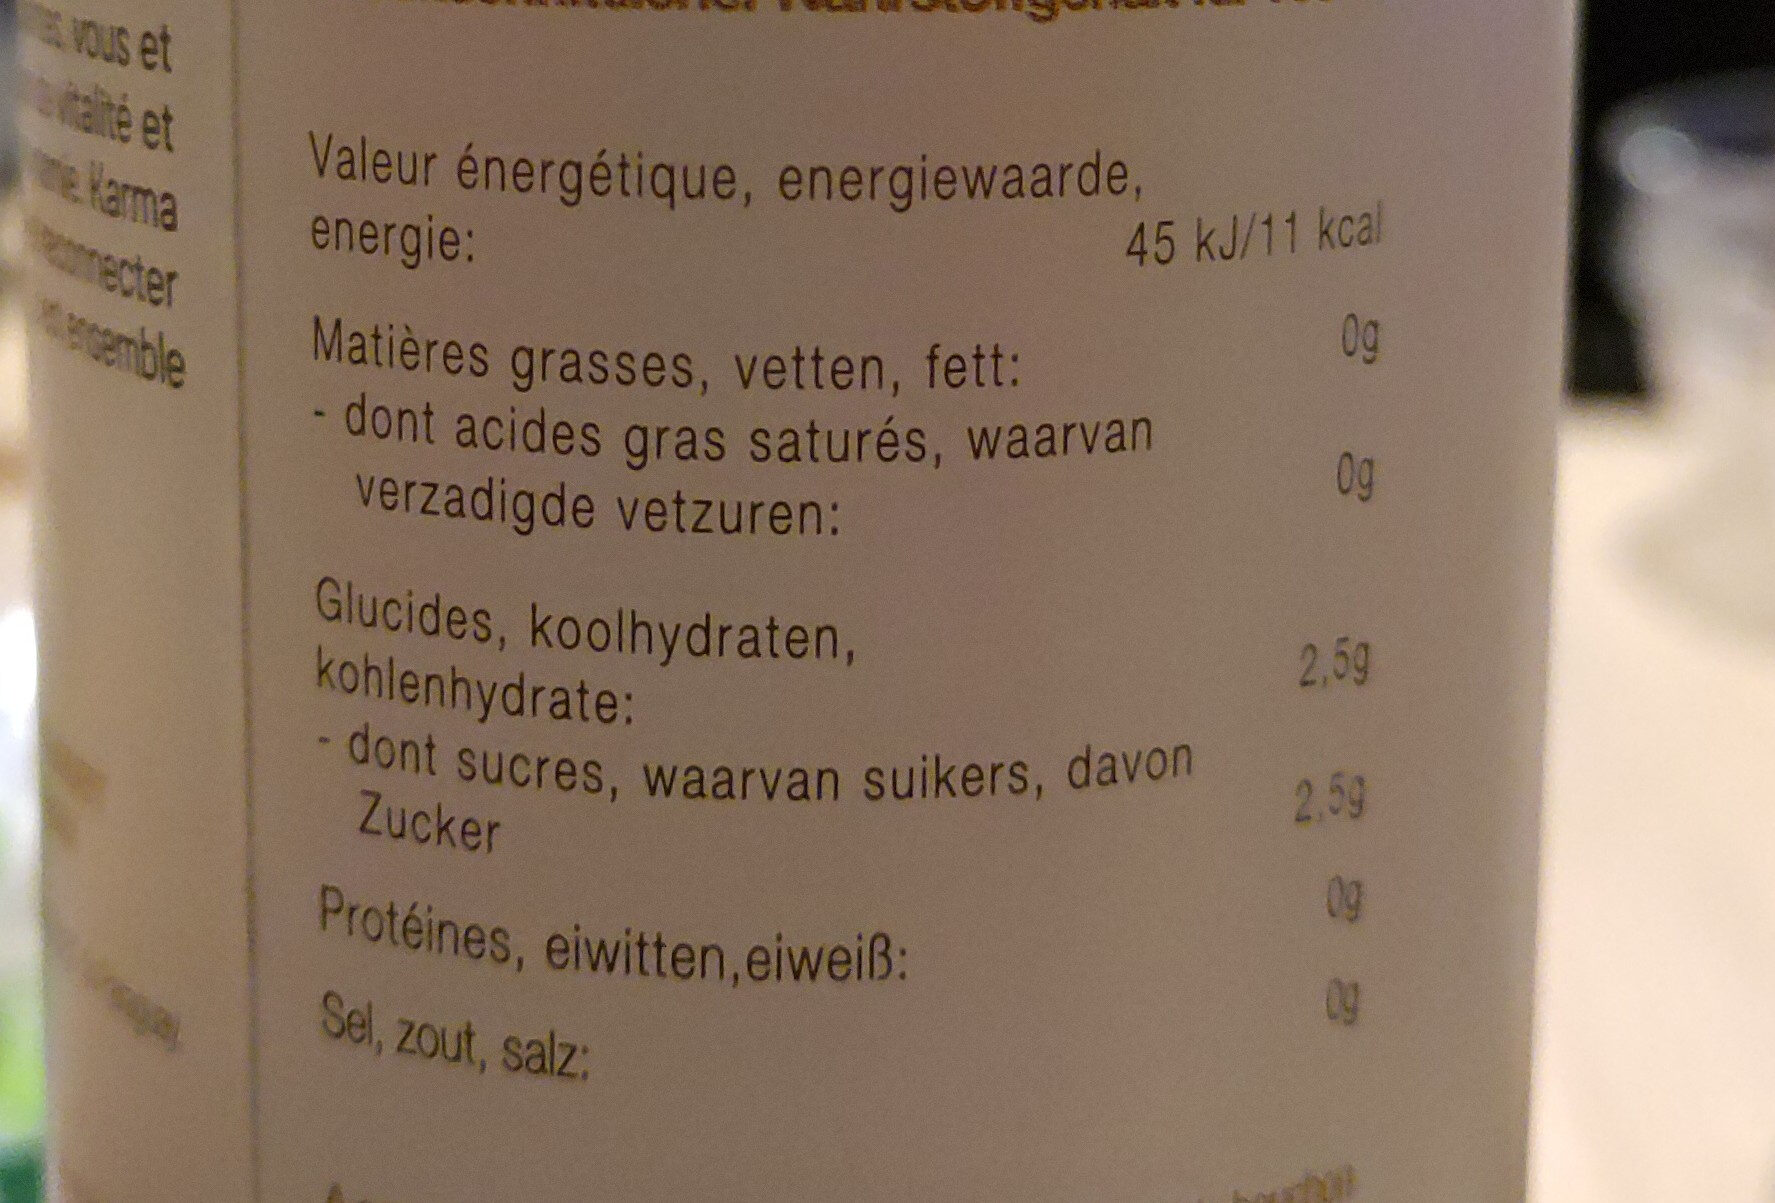 vous et
vitalité et
Karma
ensemble
Valeur énergétique, energiewaarde,
energie: 45 kJ/11 kcal
Matières grasses, vetten, fett: 0g
- dont acides gras saturés, waarvan
verzadigde vetzuren: 0g
Glucides, koolhydraten,
kohlenhydrate: 2,5g
- dont sucres, waarvan suikers, davon
Zucker 2,5g
Protéines, eiwitten,eiweiß: 0g
Sel, zout, salz: 0g